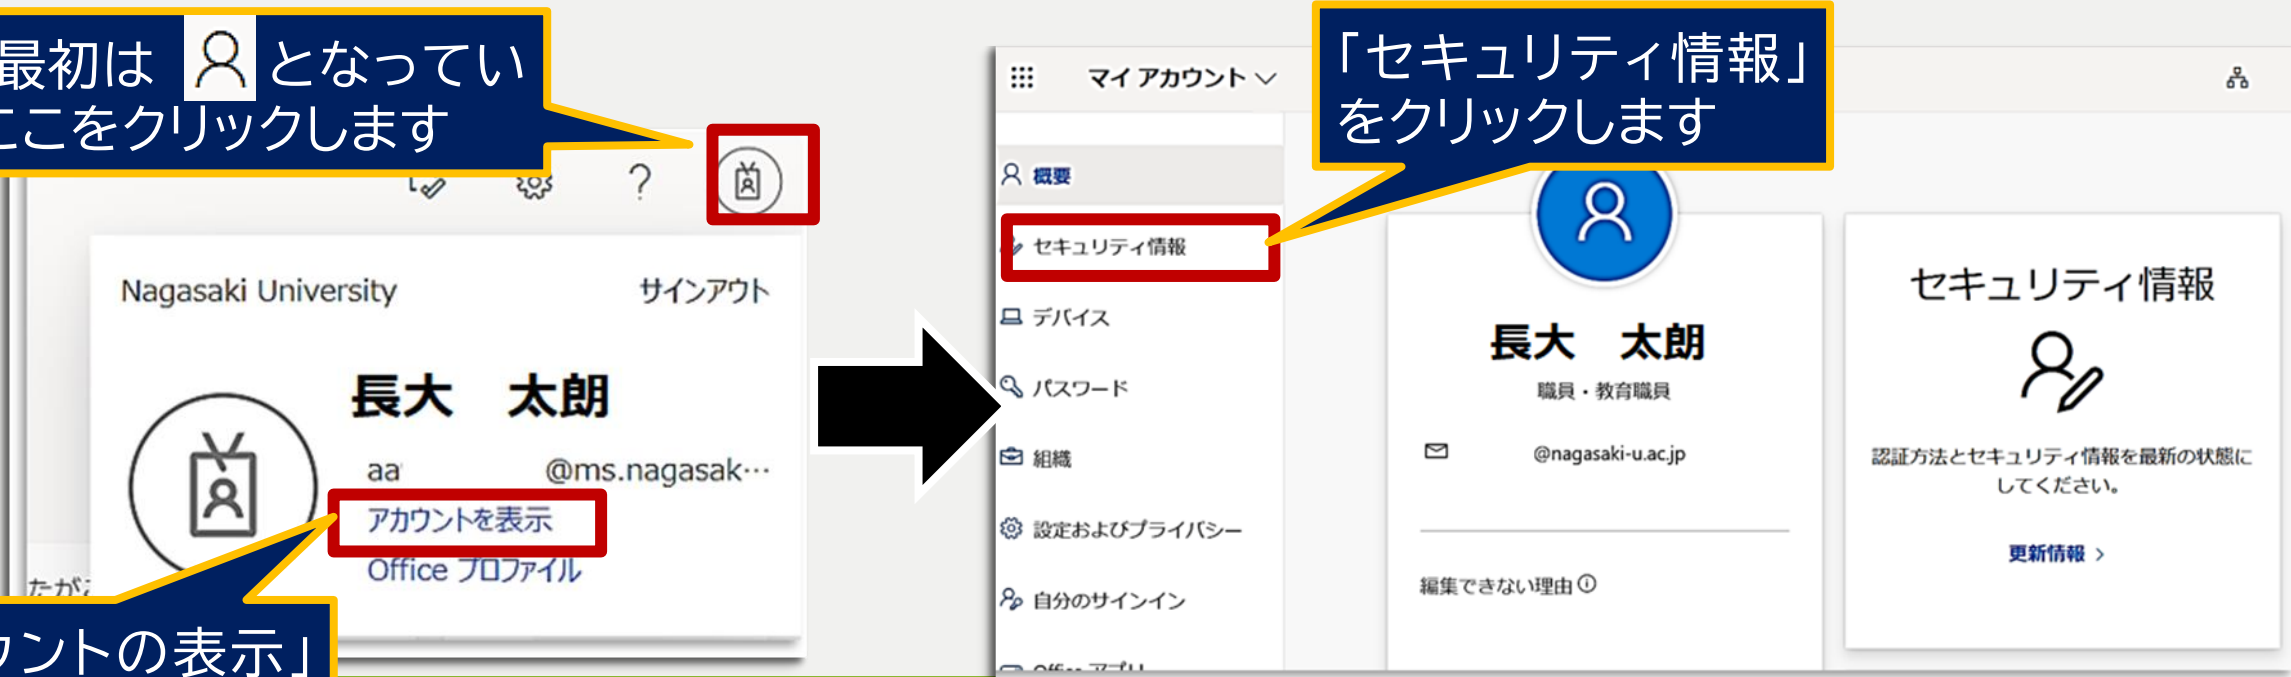 最初は となってい
ここをクリックします
Nagasaki University
サインアウト
長大 太朗
aa @ms.nagasak…
アカウントを表示
Office プロファイル
たが
ウントの表示」
マイ アカウント
「セキュリティ情報」
をクリックします
概要
セキュリティ情報
デバイス
パスワード
組織
設定およびプライバシー
自分のサインイン
Office アプリ
長大 太朗
職員・教育職員
@nagasaki-u.ac.jp
編集できない理由
セキュリティ情報
認証方法とセキュリティ情報を最新の状態に
してください。
更新情報 >